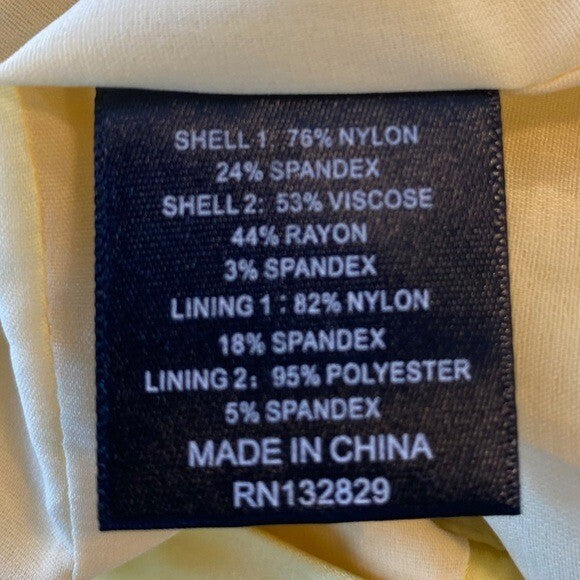 SHELL 1: 76% NYLON
24% SPANDEX
SHELL 2: 53% VISCOSE
44% RAYON
3% SPANDEX
LINING 1: 82% NYLON
18% SPANDEX
LINING 2: 95% POLYESTER
5% SPANDEX
MADE IN CHINA
RN132829